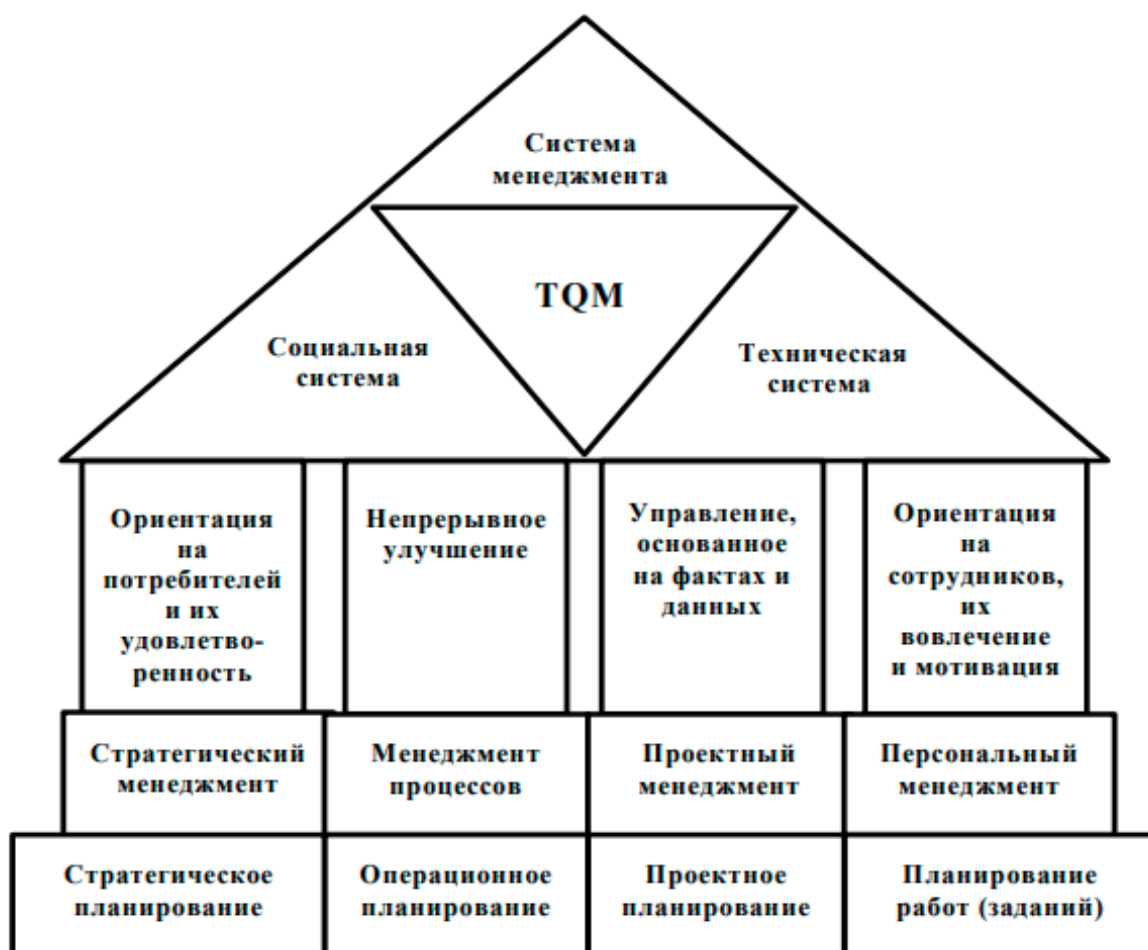 Система
менеджмента
TQM
Социальная
система
Техническая
система
Ориентация
на
потребителей
и их
удовлетво-
ренность
Непрерывное
улучшение
Управление,
основанное
на фактах и
данных
Ориентация
на
сотрудников,
их
вовлечение
и мотивация
Стратегический
менеджмент
Менеджмент
процессов
Проектный
менеджмент
Персональный
менеджмент
Стратегическое
планирование
Операционное
планирование
Проектное
планирование
Планирование
работ (заданий)